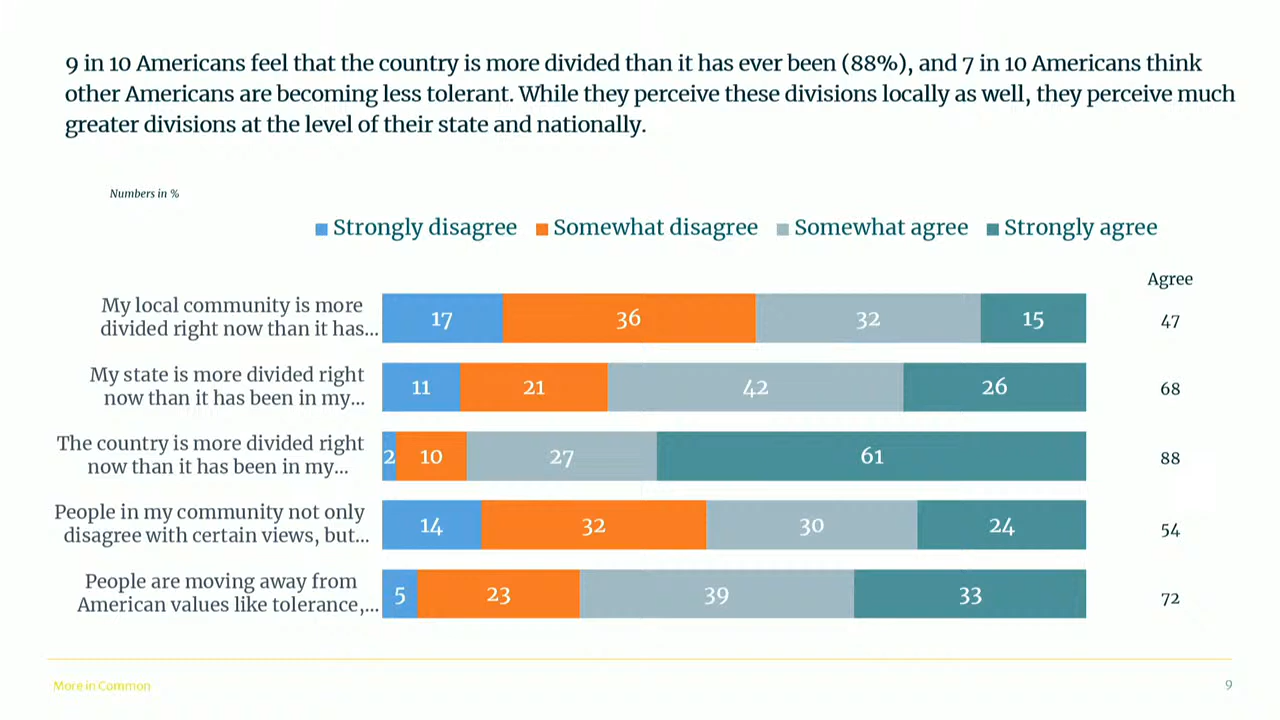 9 in 10 Americans feel that the country is more divided than it has ever been (88%), and 7 in 10 Americans think
other Americans are becoming less tolerant. While they perceive these divisions locally as well, they perceive much
greater divisions at the level of their state and nationally.
Numbers in %
Strongly disagree Somewhat disagree Somewhat agree Strongly agree
Agree
My local community is more
divided right now than it has...
17 36 32 15 47
My state is more divided right
now than it has been in my...
11 21 42 26 68
The country is more divided right
now than it has been in my...
2 10 27 61 88
People in my community not only
disagree with certain views, but...
14 32 30 24 54
People are moving away from
American values like tolerance,...
5 23 39 33 72
More in Common
9